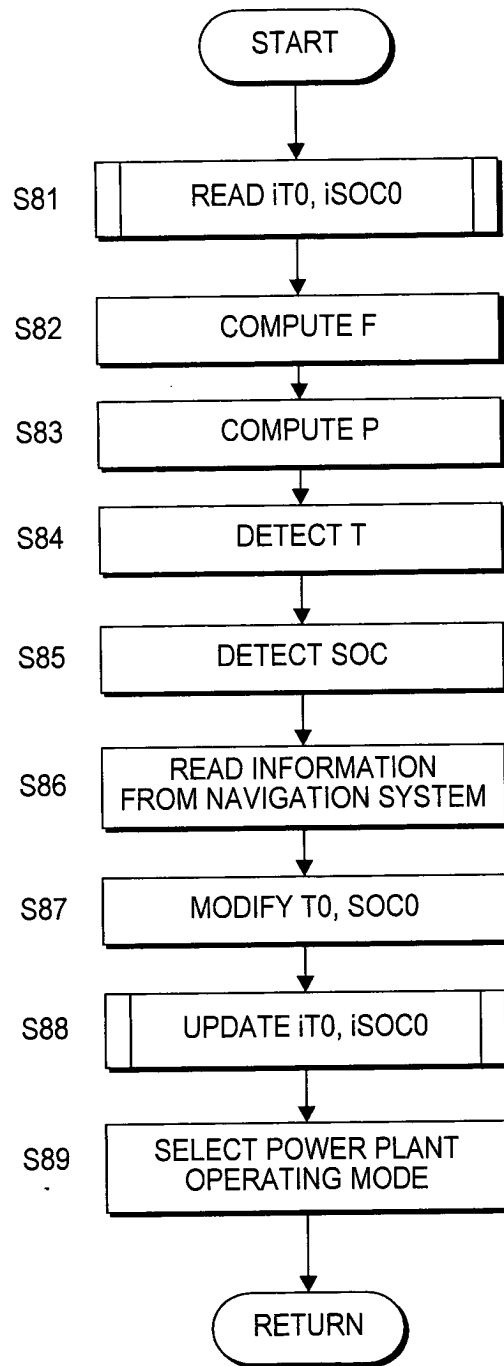 START
S81
READ iT0, iSOC0
S82
COMPUTE F
S83
COMPUTE P
S84
DETECT T
S85
DETECT SOC
S86
READ INFORMATION
FROM NAVIGATION SYSTEM
S87
MODIFY T0, SOC0
S88
UPDATE iT0, iSOC0
S89
SELECT POWER PLANT
OPERATING MODE
RETURN